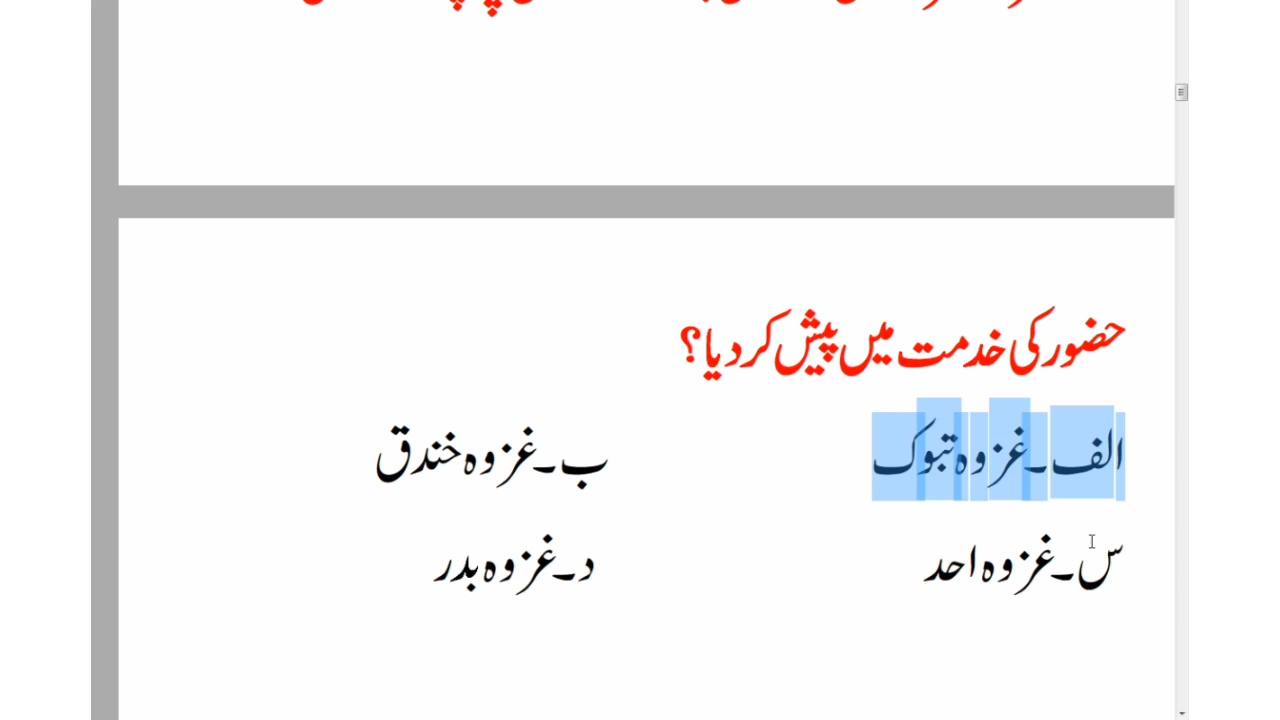 حضور کی خدمت میں پیش کر دیا؟
الف۔غزوہ تبوک ب۔غزوہ خندق
س۔غزوہ احد د۔غزوہ بدر